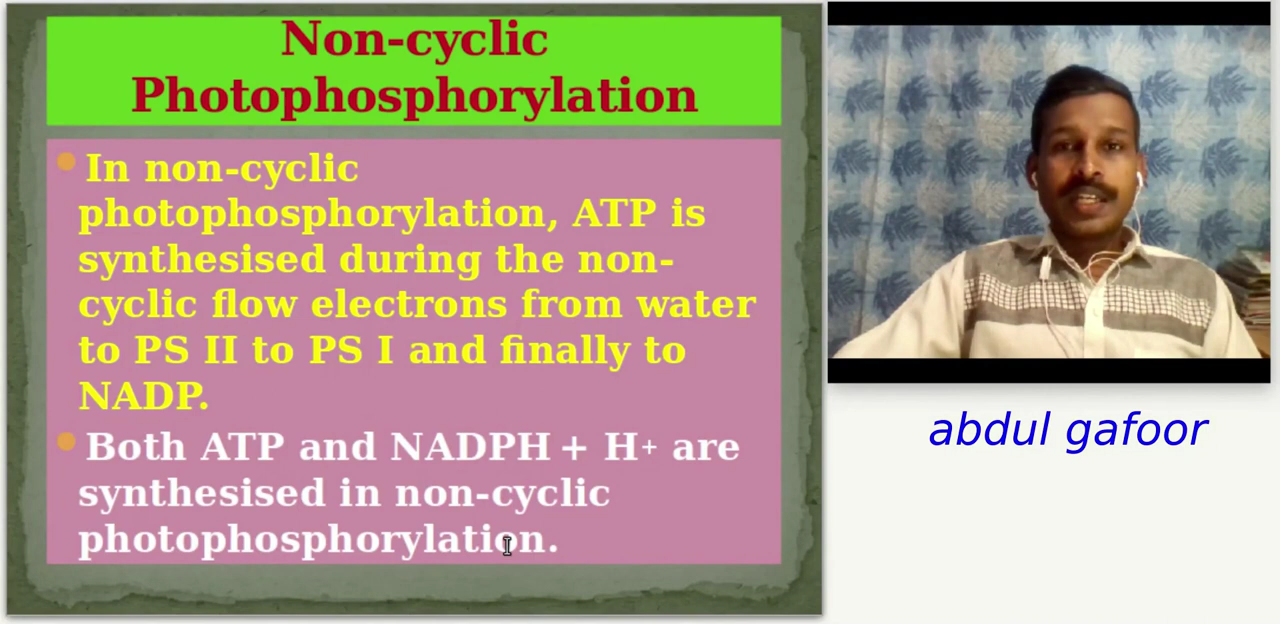 Non-cyclic
Photophosphorylation
In non-cyclic
photophosphorylation, ATP is
synthesised during the non-
cyclic flow electrons from water
to PS II to PS I and finally to
NADP.
Both ATP and NADPH + H+ are
synthesised in non-cyclic
photophosphorylation.
abdul gafoor